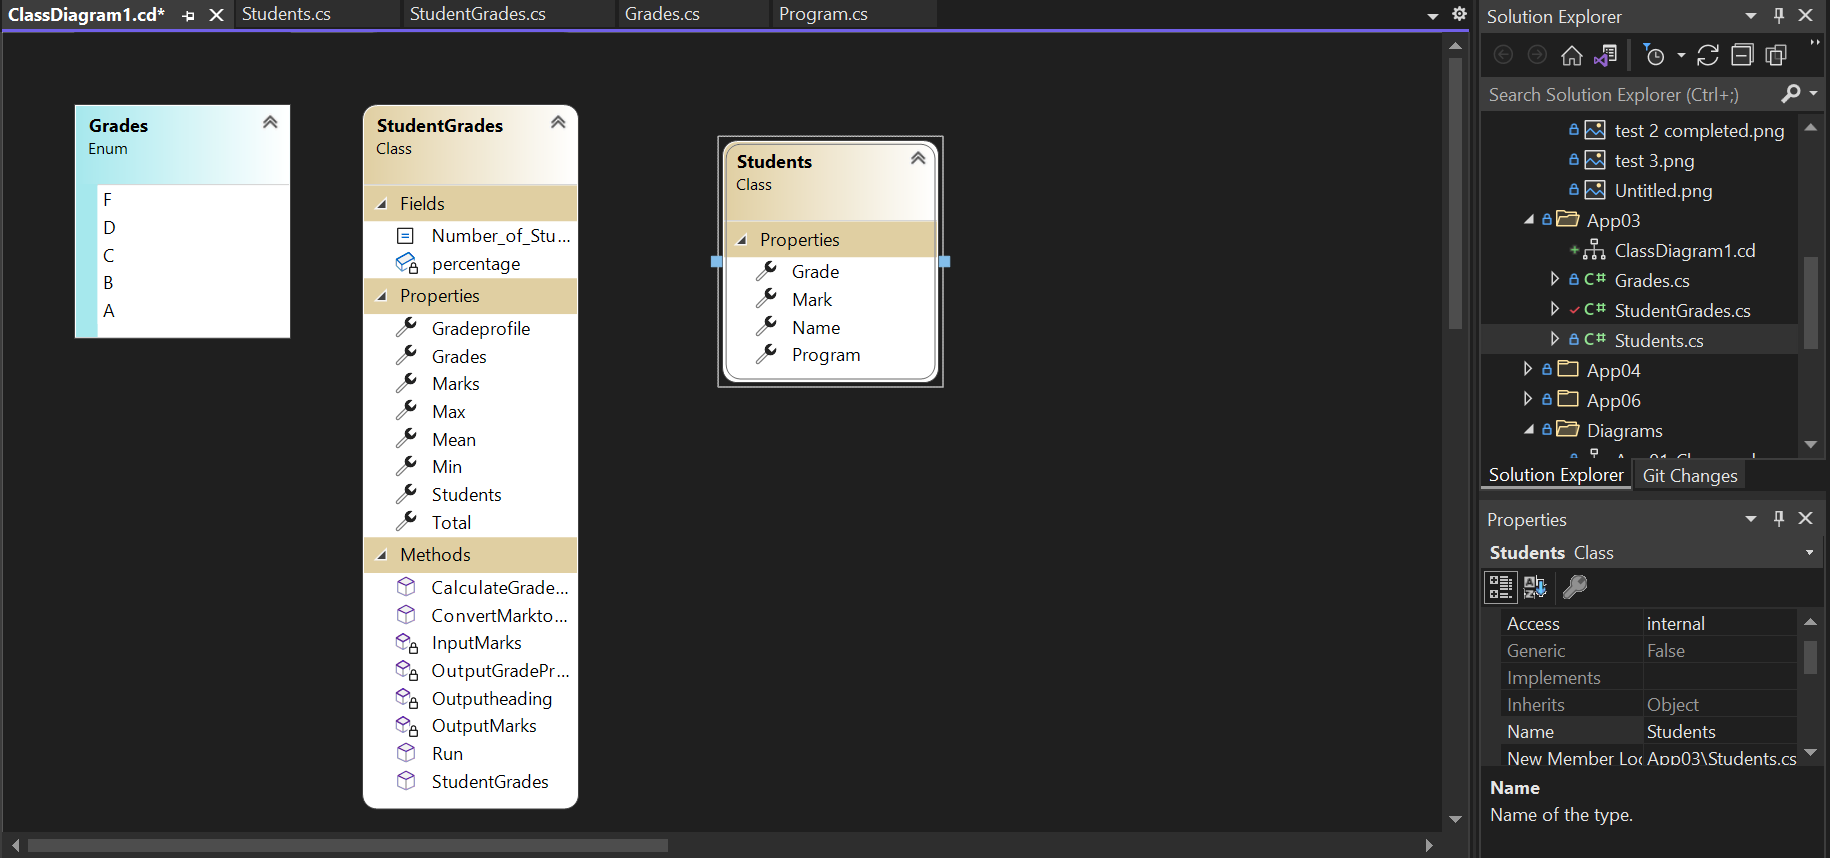 ClassDiagram1.cd*
Students.cs
StudentGrades.cs
Grades.cs
Program.cs
Grades
Enum
F
D
C
B
A
StudentGrades
Class
Fields
Number_of_Stu...
percentage
Properties
Gradeprofile
Grades
Marks
Max
Mean
Min
Students
Total
Methods
CalculateGrade...
ConvertMarkto...
InputMarks
OutputGradePr...
Outputheading
OutputMarks
Run
StudentGrades
Students
Class
Properties
Grade
Mark
Name
Program
Solution Explorer
Search Solution Explorer (Ctrl+;)
test 2 completed.png
test 3.png
Untitled.png
App03
ClassDiagram1.cd
C# Grades.cs
C# StudentGrades.cs
C# Students.cs
App04
App06
Diagrams
Solution Explorer
Git Changes
Properties
Students Class
Access internal
Generic False
Implements
Inherits Object
Name Students
New Member Loc App03\Students.cs
Name
Name of the type.